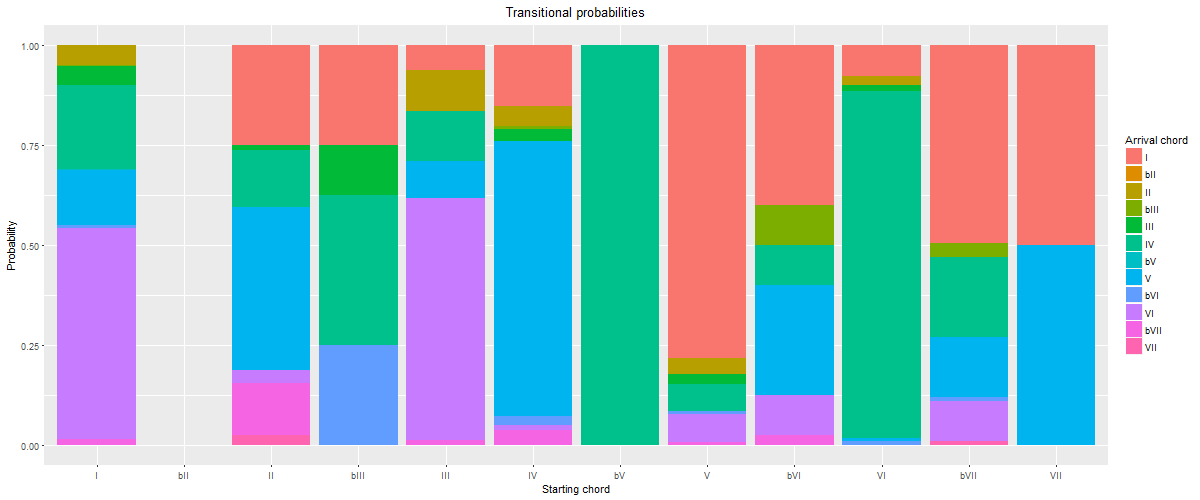 Transitional probabilities
Probability
1.00
0.75
0.50
0.25
0.00
I bII II bIII III IV bV V bVI VI bVII VII
Starting chord
Arrival chord
I
bII
II
bIII
III
IV
bV
V
bVI
VI
bVII
VII